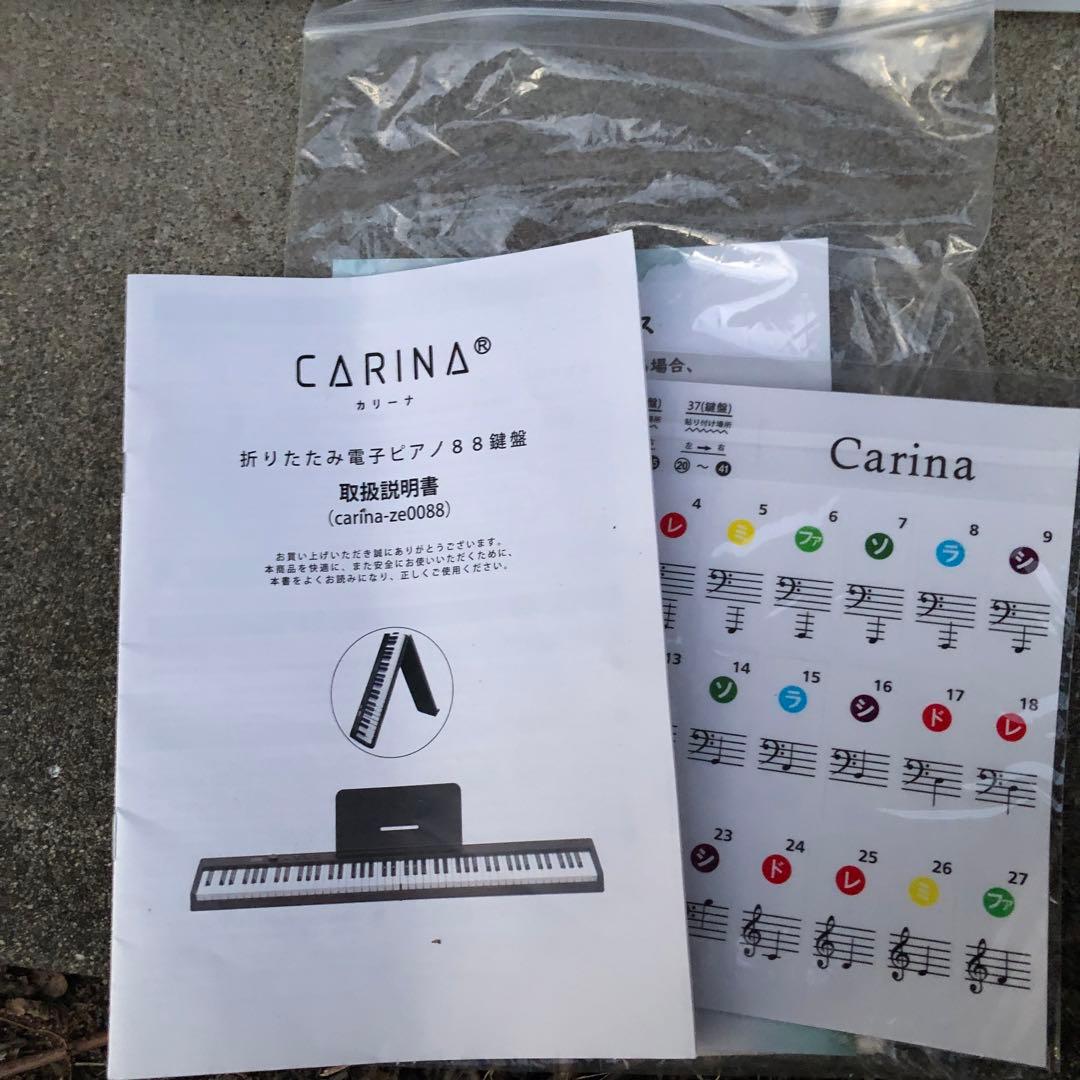 CARINA®
カリーナ
折りたたみ電子ピアノ88鍵盤
取扱説明書
(carina-ze0088)
お買い上げいただき誠にありがとうございます。
本商品を快適に、また安全にお使いいただくために、
本書をよくお読みになり、正しくご使用ください。
ス
場合、
鍵盤)
37(鍵盤)
貼り付け場所
左 → 右
⑳ ～ ㊶
Carina
4 5 6 7 8 9
レ ミ ファ ソ ラ シ
13 14 15 16 17 18
ソ ラ シ ド レ
23 24 25 26 27
シ ド レ ミ ファ